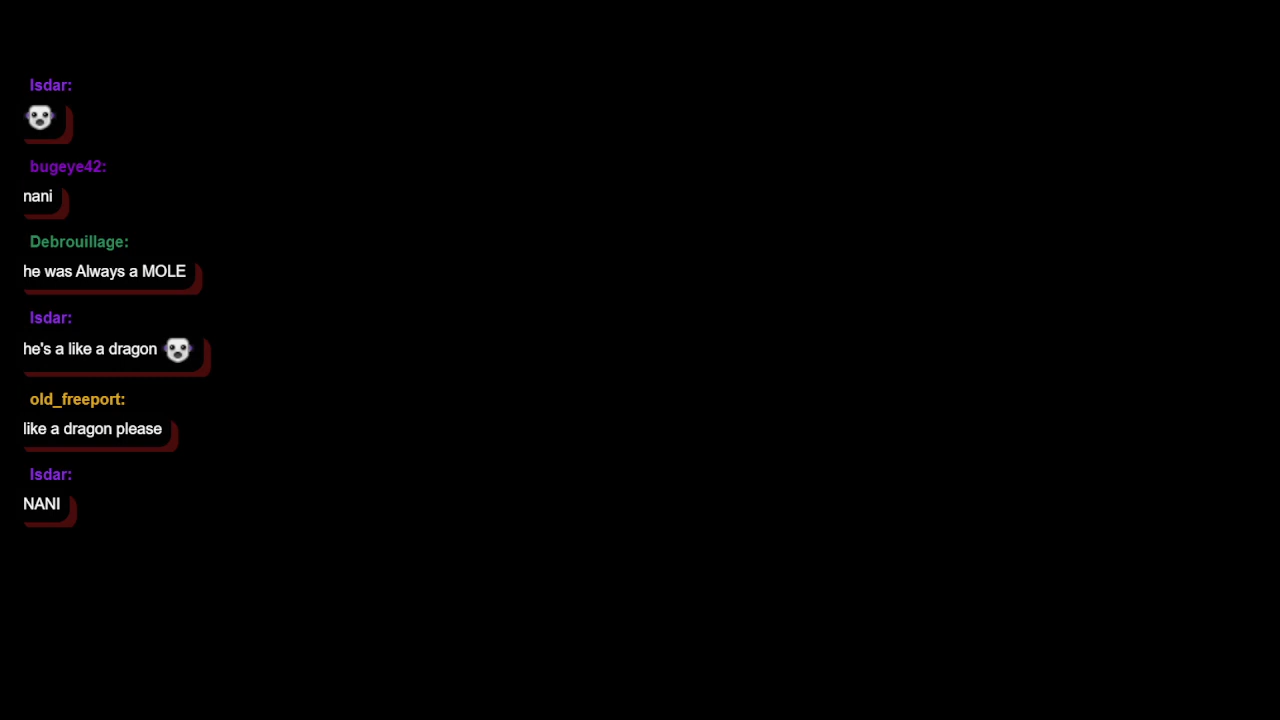 Isdar:
bugeye42:
nani
Debrouillage:
he was Always a MOLE
Isdar:
he's a like a dragon
old_freeport:
like a dragon please
Isdar:
NANI